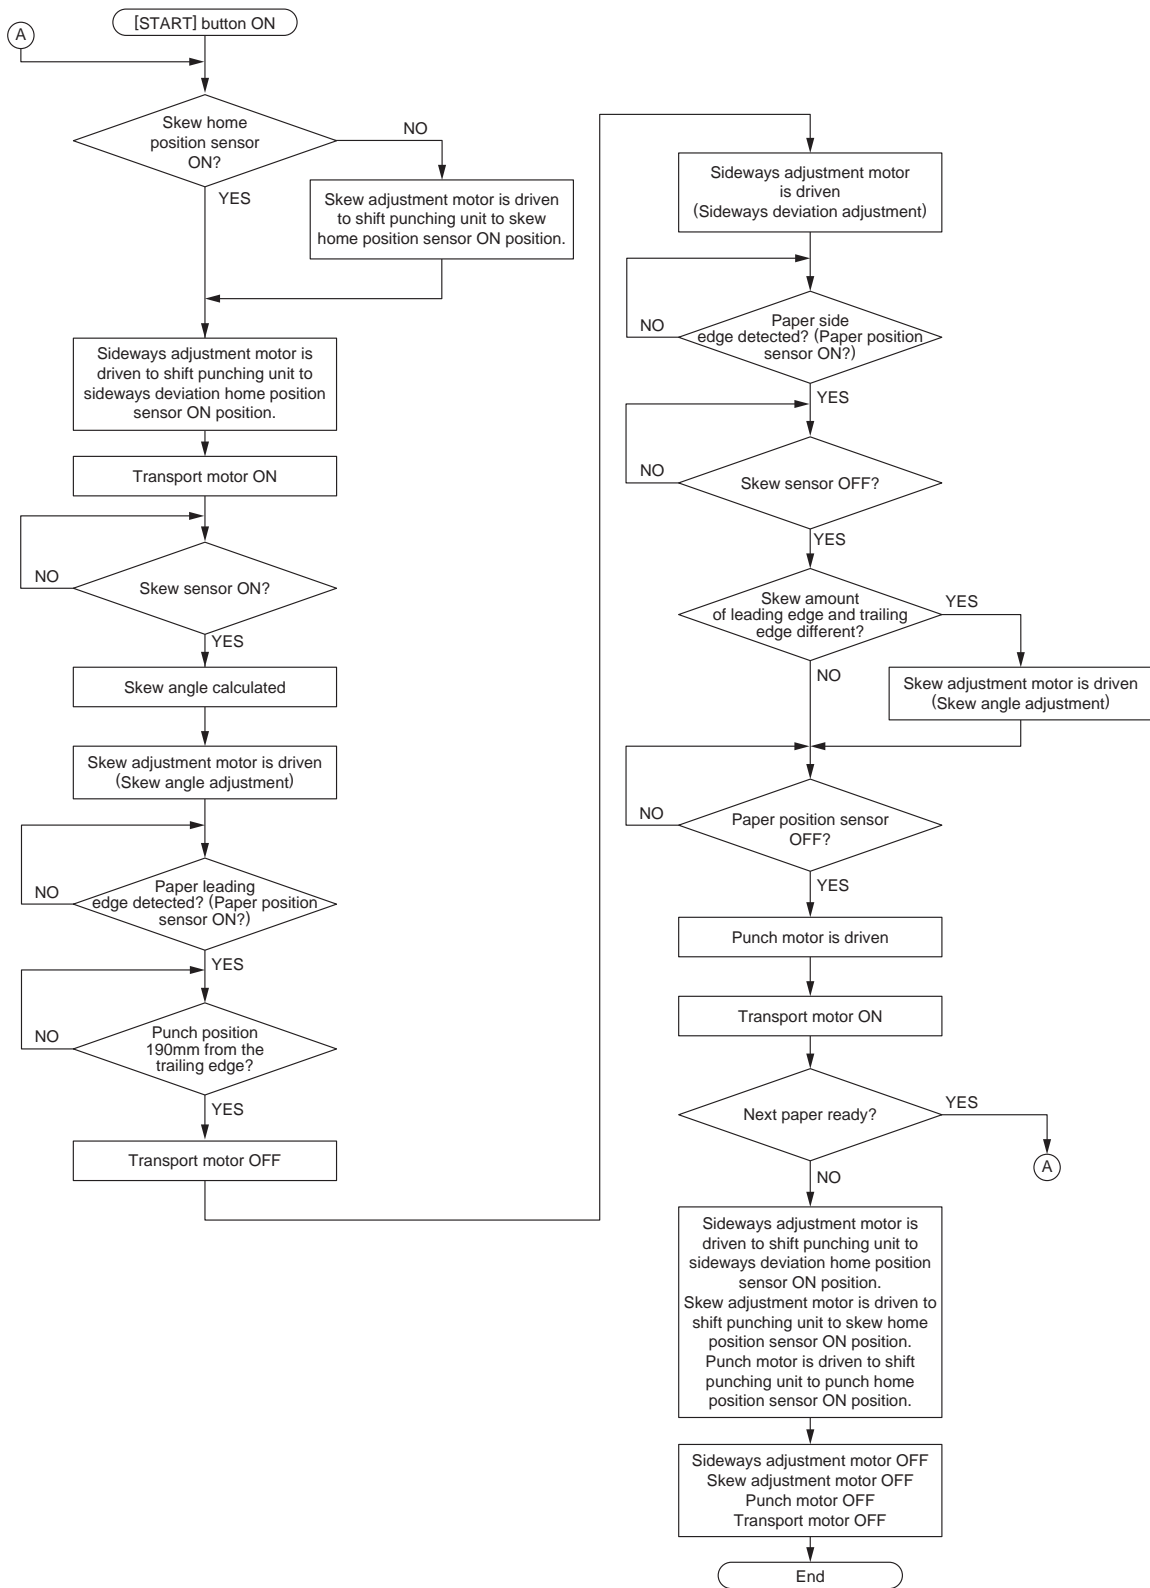 A
[START] button ON
Skew home
position sensor
ON?
NO
YES
Skew adjustment motor is driven
to shift punching unit to skew
home position sensor ON position.
Sideways adjustment motor is
driven to shift punching unit to
sideways deviation home position
sensor ON position.
Transport motor ON
NO
Skew sensor ON?
YES
Skew angle calculated
Skew adjustment motor is driven
(Skew angle adjustment)
NO
Paper leading
edge detected? (Paper position
sensor ON?)
YES
NO
Punch position
190mm from the
trailing edge?
YES
Transport motor OFF
Sideways adjustment motor
is driven
(Sideways deviation adjustment)
NO
Paper side
edge detected? (Paper position
sensor ON?)
YES
NO
Skew sensor OFF?
YES
Skew amount
of leading edge and trailing
edge different?
YES
NO
Skew adjustment motor is driven
(Skew angle adjustment)
NO
Paper position sensor
OFF?
YES
Punch motor is driven
Transport motor ON
Next paper ready?
YES
A
NO
Sideways adjustment motor is
driven to shift punching unit to
sideways deviation home position
sensor ON position.
Skew adjustment motor is driven to
shift punching unit to skew home
position sensor ON position.
Punch motor is driven to shift
punching unit to punch home
position sensor ON position.
Sideways adjustment motor OFF
Skew adjustment motor OFF
Punch motor OFF
Transport motor OFF
End